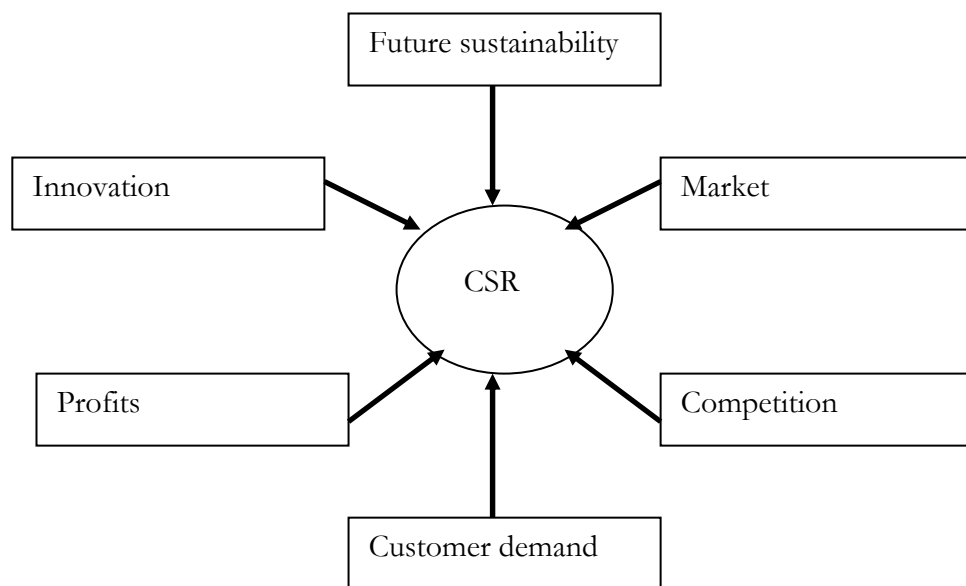 Future sustainability
Innovation
Market
CSR
Profits
Competition
Customer demand